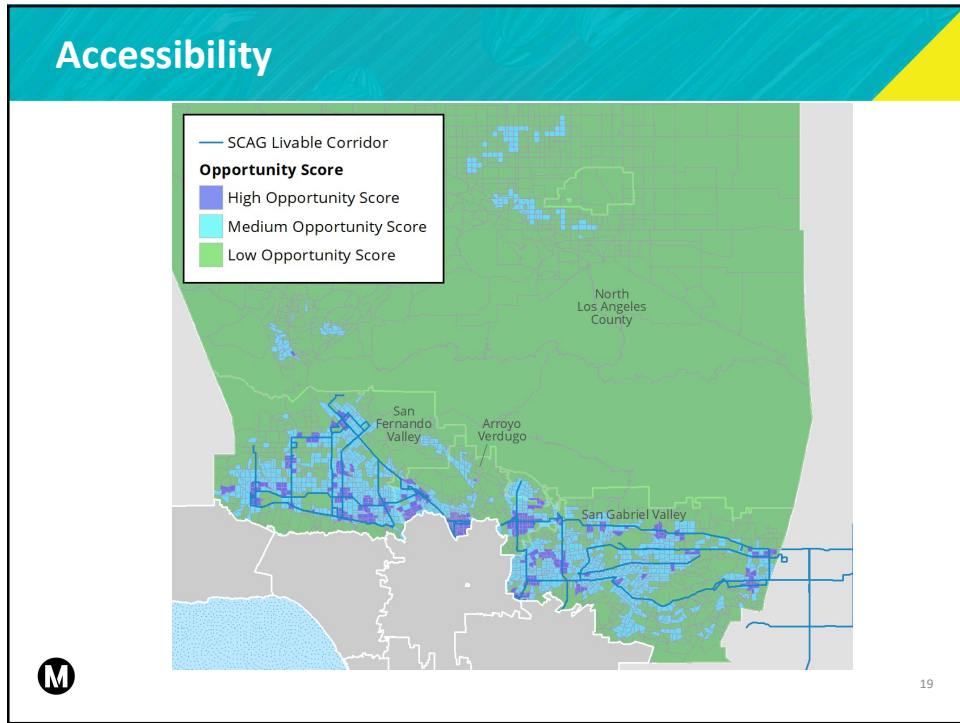 Accessibility
SCAG Livable Corridor
Opportunity Score
High Opportunity Score
Medium Opportunity Score
Low Opportunity Score
North
Los Angeles
County
San
Fernando
Valley
Arroyo
Verdugo
San Gabriel Valley
M
19